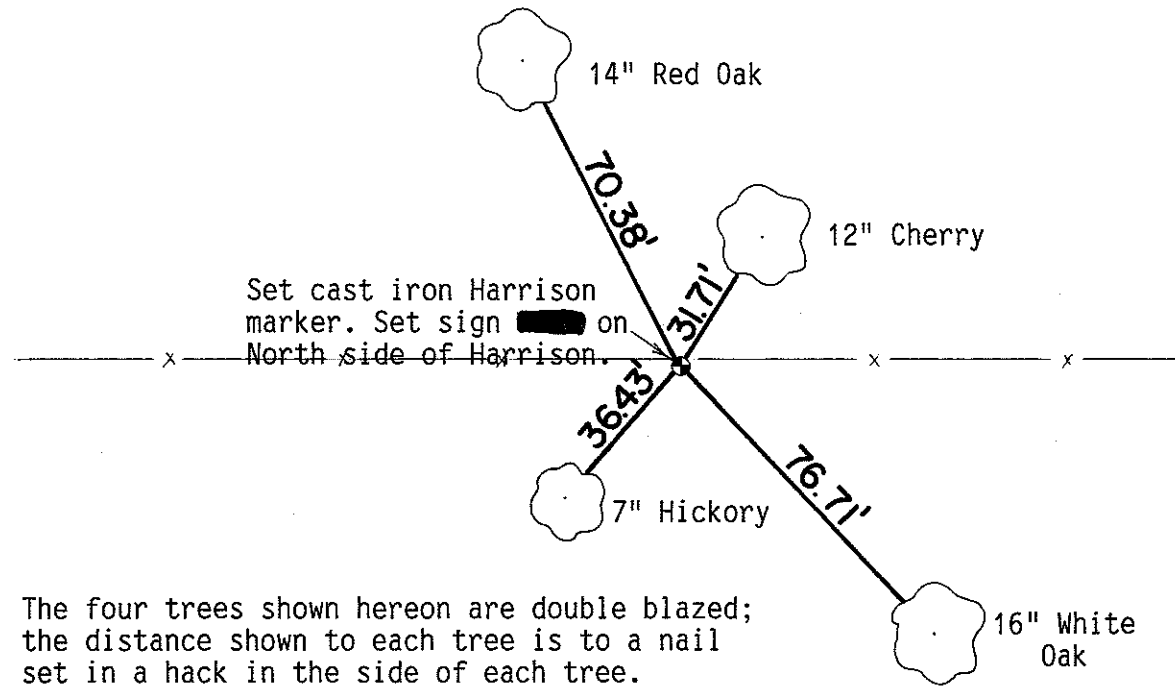 14" Red Oak
70.38'
12" Cherry
31.71'
Set cast iron Harrison
marker. Set sign on
North side of Harrison.
x x x x x
36.43'
76.71'
7" Hickory
The four trees shown hereon are double blazed;
the distance shown to each tree is to a nail
set in a hack in the side of each tree.
16" White
Oak